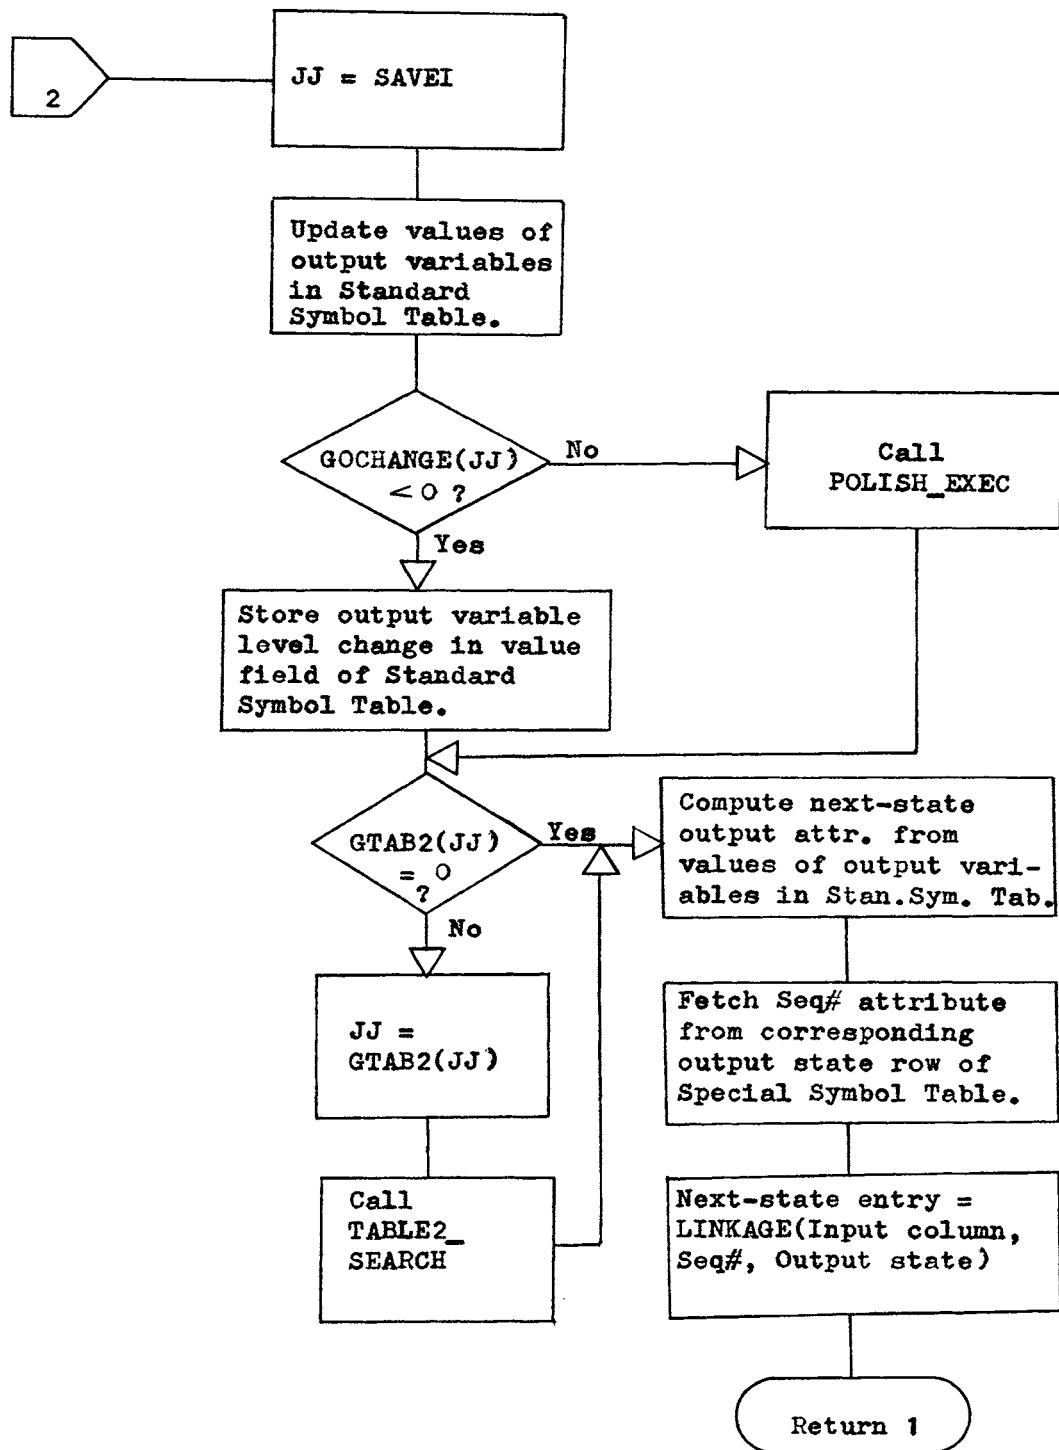 2
JJ = SAVEI
Update values of
output variables
in Standard
Symbol Table.
GOCHANGE(JJ)
< 0 ?
No
Call
POLISH_EXEC
Yes
Store output variable
level change in value
field of Standard
Symbol Table.
GTAB2(JJ)
= 0
?
Yes
Compute next-state
output attr. from
values of output vari-
ables in Stan.Sym. Tab.
No
JJ =
GTAB2(JJ)
Fetch Seq# attribute
from corresponding
output state row of
Special Symbol Table.
Call
TABLE2_
SEARCH
Next-state entry =
LINKAGE(Input column,
Seq#, Output state)
Return 1